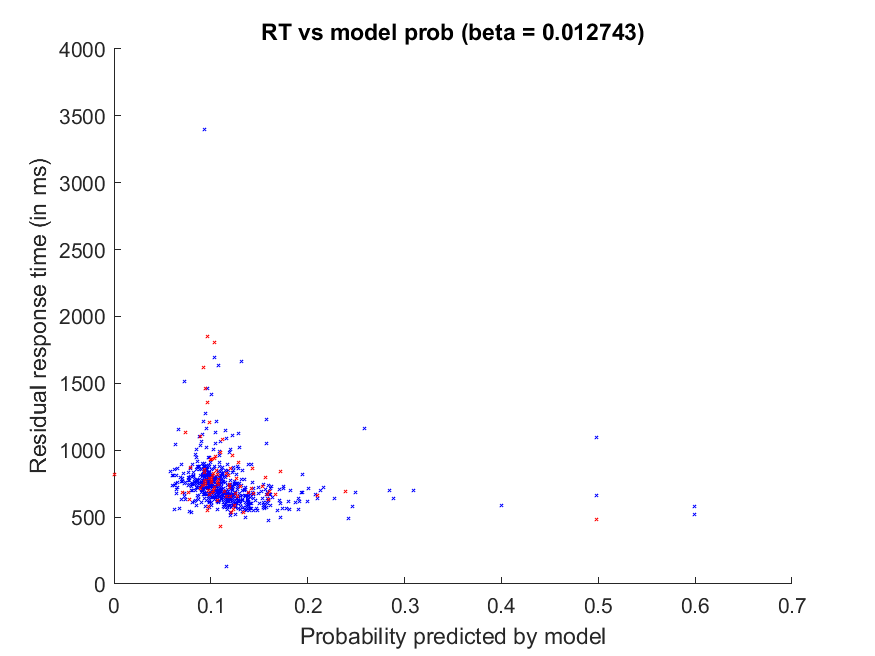 RT vs model prob (beta = 0.012743)
4000
3500
3000
2500
2000
1500
1000
500
0
Residual response time (in ms)
0 0.1 0.2 0.3 0.4 0.5 0.6 0.7
Probability predicted by model